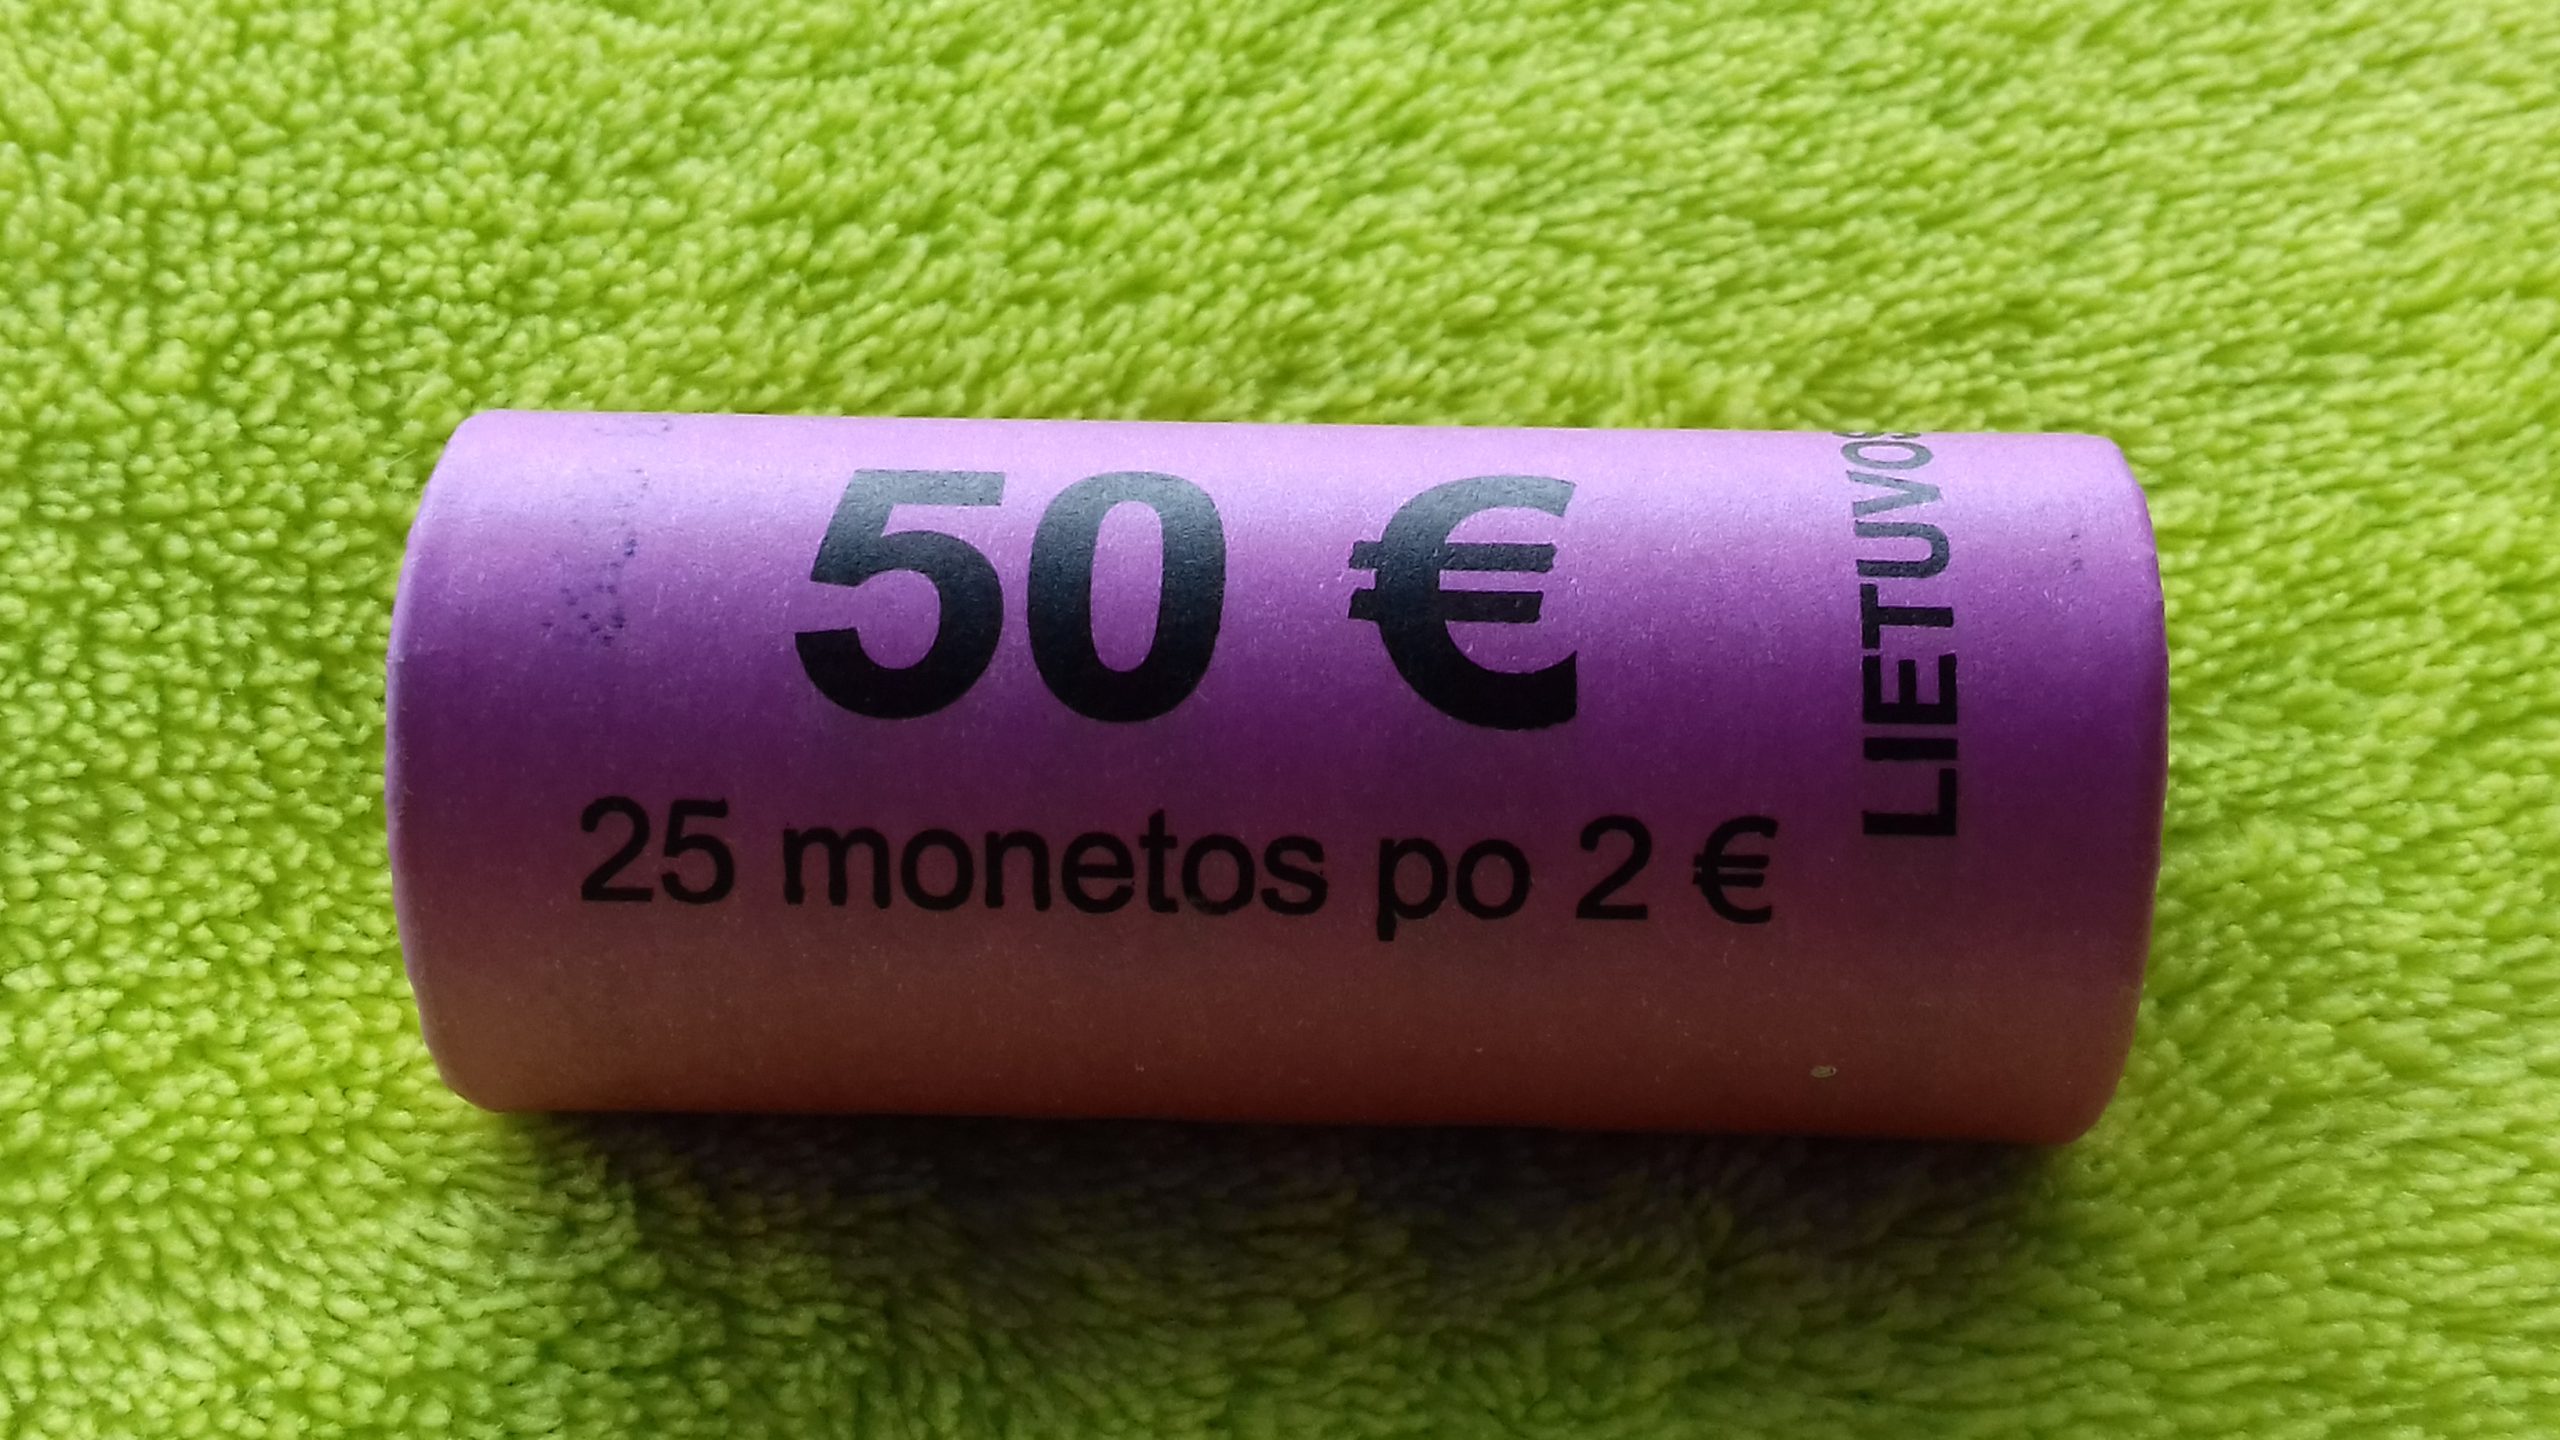 50 €
25 monetos po 2 €
LIETUVOS